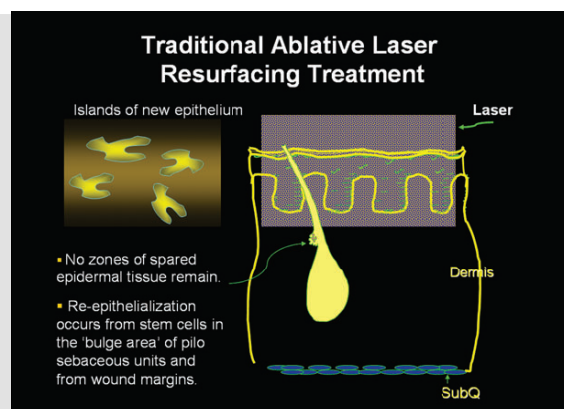 Traditional Ablative Laser
Resurfacing Treatment
Islands of new epithelium
Laser
▪ No zones of spared
epidermal tissue remain.
▪ Re-epithelialization
occurs from stem cells in
the 'bulge area' of pilo
sebaceous units and
from wound margins.
Dermis
SubQ